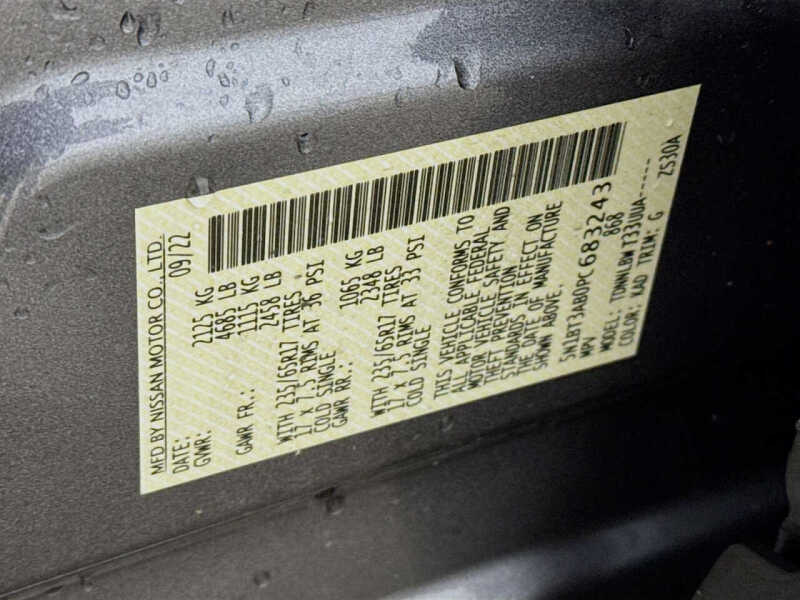 MFD BY NISSAN MOTOR CO., LTD.
DATE: 09/22
GVWR: 2125 KG
4685 LB
GAWR FR.: 1115 KG
2458 LB
WITH 235/65R17 TIRES
17 X 7.5 RIMS AT 36 PSI
COLD SINGLE
GAWR RR.: 1065 KG
2348 LB
WITH 235/65R17 TIRES
17 X 7.5 RIMS AT 33 PSI
COLD SINGLE
THIS VEHICLE CONFORMS TO
ALL APPLICABLE FEDERAL
MOTOR VEHICLE SAFETY AND
THEFT PREVENTION
STANDARDS IN EFFECT ON
THE DATE OF MANUFACTURE
SHOWN ABOVE.
5N1BT3AB0PC683243
MPV 868
MODEL: TDNNLBW T33UUA-----
COLOR: KAD TRIM: G ZS30A